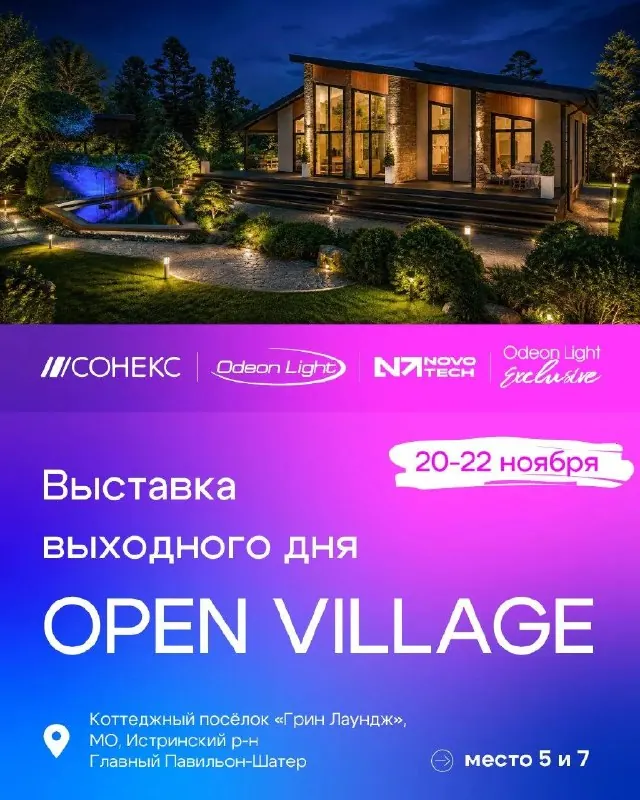 СОНЕКС
Odeon Light
NOVO
TECH
Odeon Light
Exclusive
20-22 ноября
Выставка
выходного дня
OPEN VILLAGE
Коттеджный посёлок «Грин Лаундж»,
МО, Истринский р-н
Главный Павильон-Шатер
место 5 и 7